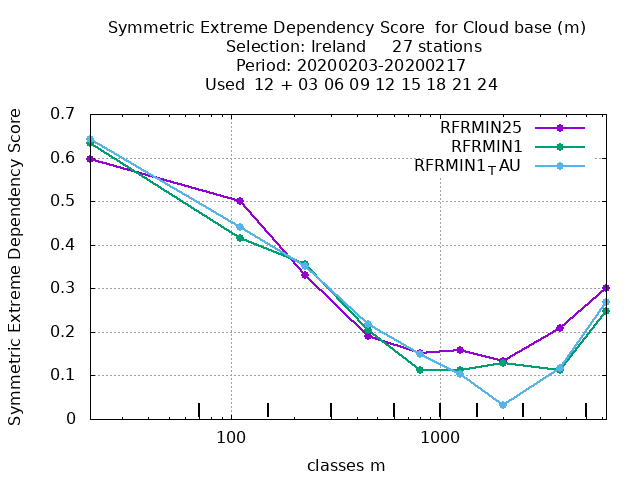 Symmetric Extreme Dependency Score for Cloud base (m)
Selection: Ireland 27 stations
Period: 20200203-20200217
Used 12 + 03 06 09 12 15 18 21 24
Symmetric Extreme Dependency Score
0.7
0.6
0.5
0.4
0.3
0.2
0.1
0
RFRMIN25
RFRMIN1
RFRMIN1TAU
100
1000
classes m